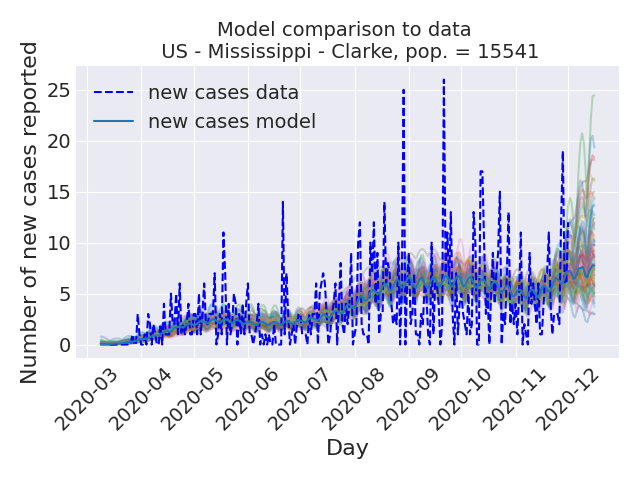 Model comparison to data
US - Mississippi - Clarke, pop. = 15541
Number of new cases reported
25
20
15
10
5
0
new cases data
new cases model
2020-03
2020-04
2020-05
2020-06
2020-07
2020-08
2020-09
2020-10
2020-11
2020-12
Day